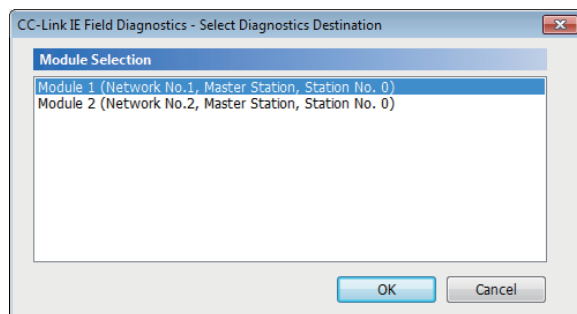 CC-Link IE Field Diagnostics - Select Diagnostics Destination
Module Selection
Module 1 (Network No.1, Master Station, Station No. 0)
Module 2 (Network No.2, Master Station, Station No. 0)
OK Cancel